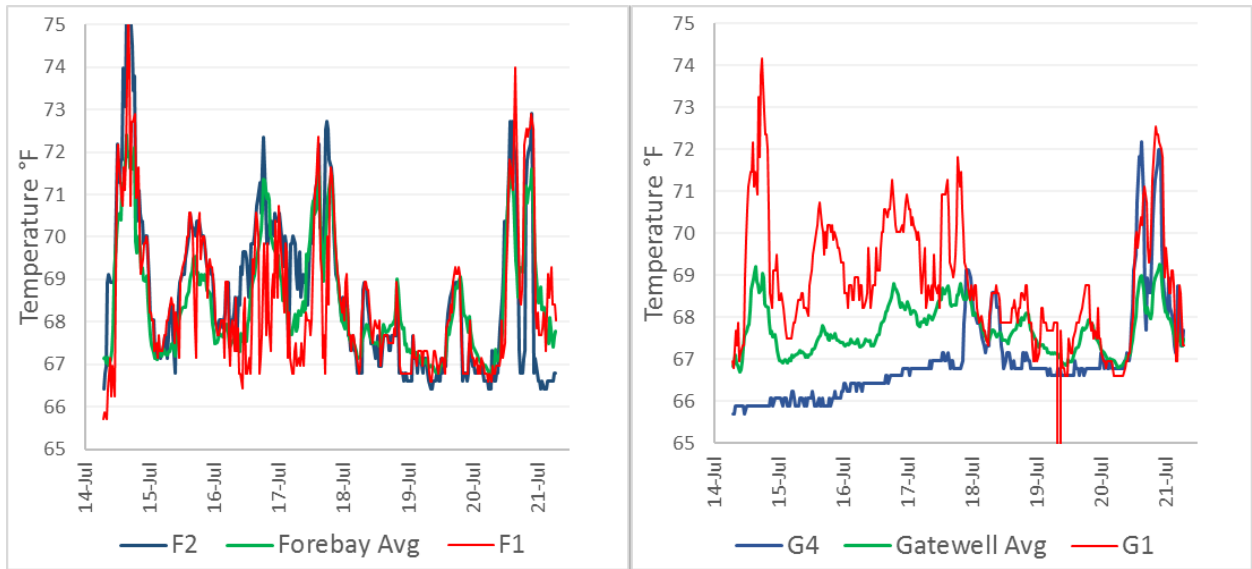 75
74
73
72
71
70
69
68
67
66
65
Temperature °F
14-Jul
15-Jul
16-Jul
17-Jul
18-Jul
19-Jul
20-Jul
21-Jul
F2 Forebay Avg F1
75
74
73
72
71
70
69
68
67
66
65
Temperature °F
14-Jul
15-Jul
16-Jul
17-Jul
18-Jul
19-Jul
20-Jul
21-Jul
G4 Gatewell Avg G1